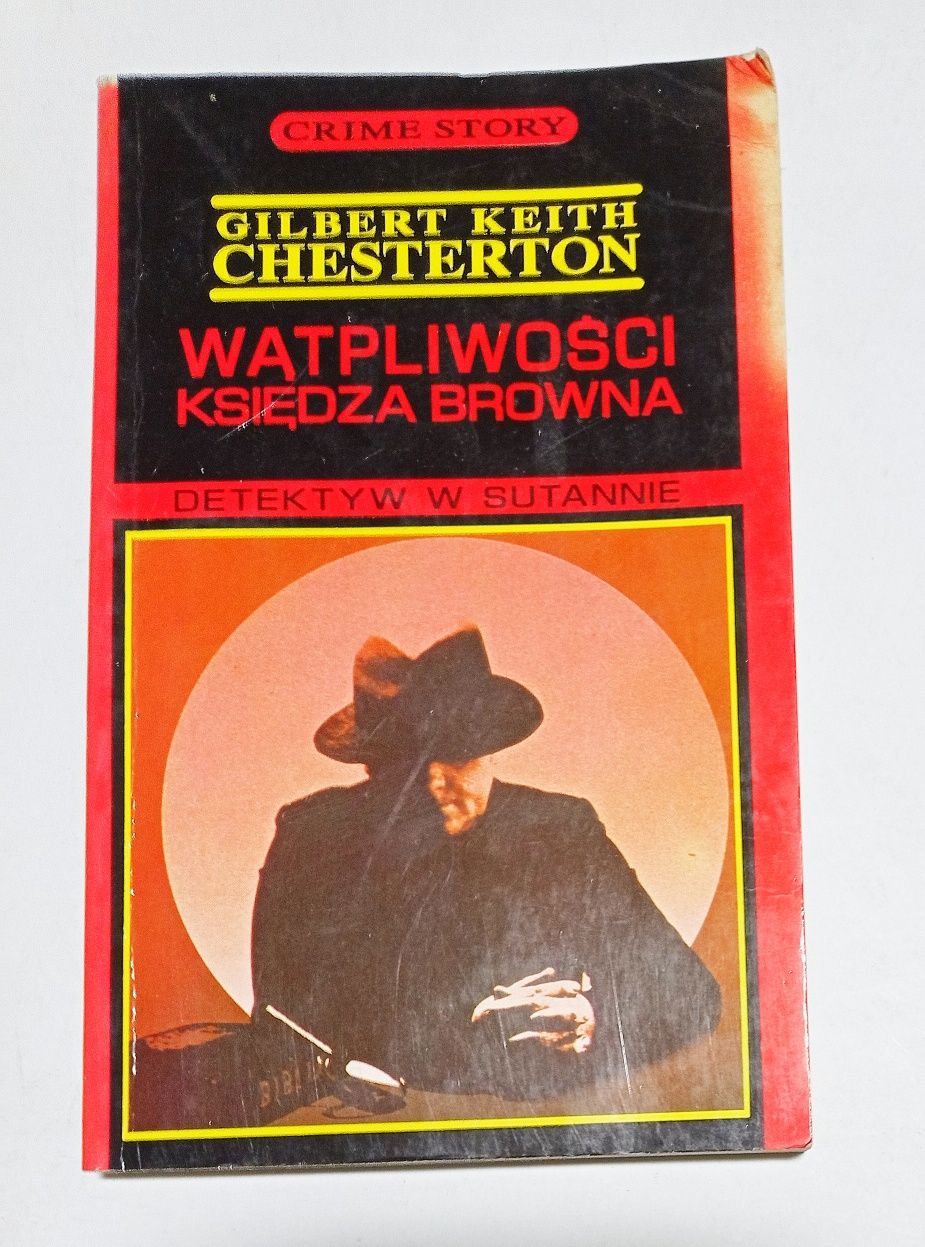 CRIME STORY
GILBERT KEITH
CHESTERTON
WĄTPLIWOŚCI
KSIĘDZA BROWNA
DETEKTYW W SUTANNIE